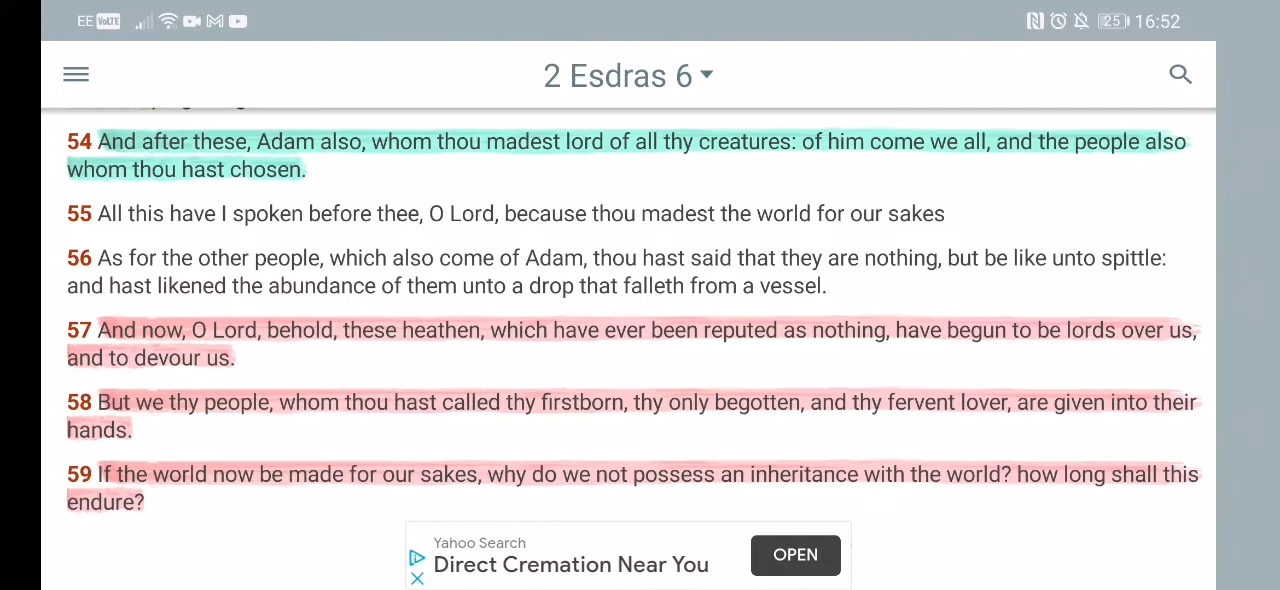 EE VoLTE 25 16:52
2 Esdras 6
54 And after these, Adam also, whom thou madest lord of all thy creatures: of him come we all, and the people also
whom thou hast chosen.
55 All this have I spoken before thee, O Lord, because thou madest the world for our sakes
56 As for the other people, which also come of Adam, thou hast said that they are nothing, but be like unto spittle:
and hast likened the abundance of them unto a drop that falleth from a vessel.
57 And now, O Lord, behold, these heathen, which have ever been reputed as nothing, have begun to be lords over us,
and to devour us.
58 But we thy people, whom thou hast called thy firstborn, thy only begotten, and thy fervent lover, are given into their
hands.
59 If the world now be made for our sakes, why do we not possess an inheritance with the world? how long shall this
endure?
Yahoo Search
Direct Cremation Near You
OPEN